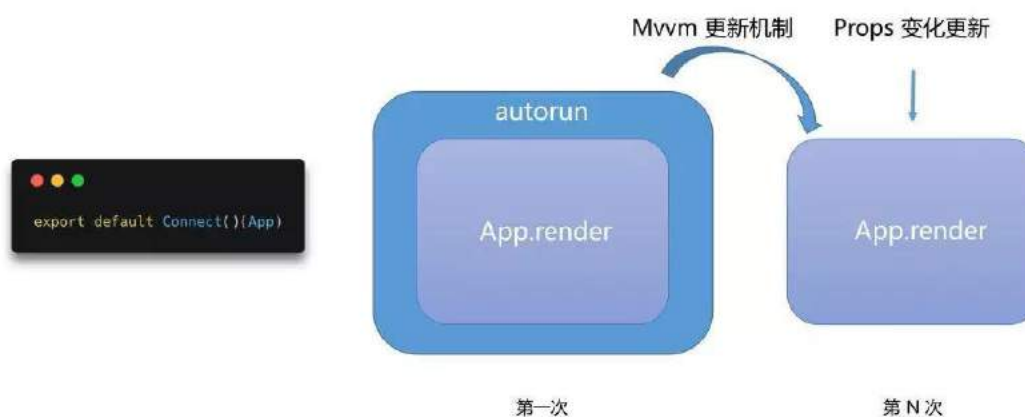 Mvvm 更新机制
Props 变化更新
autorun
export default Connect()(App)
App.render
App.render
第一次
第 N 次